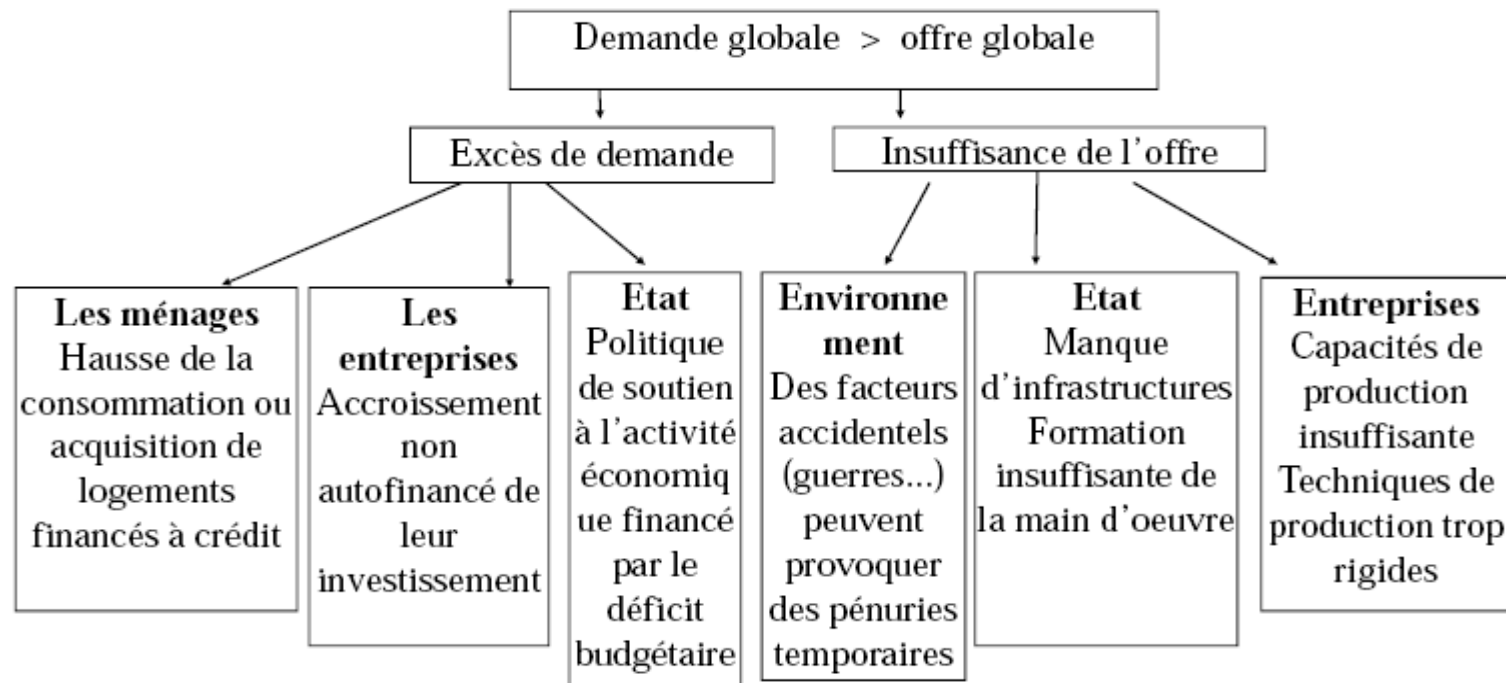 Demande globale > offre globale
Excès de demande
Insuffisance de l'offre
Les ménages
Hausse de la
consommation ou
acquisition de
logements
financés à crédit
Les
entreprises
Accroissement
non
autofinancé de
leur
investissement
Etat
Politique
de soutien
à l'activité
économiq
ue financé
par le
déficit
budgétaire
Environne
ment
Des facteurs
accidentels
(guerres...)
peuvent
provoquer
des pénuries
temporaires
Etat
Manque
d'infrastructures
Formation
insuffisante de
la main d'oeuvre
Entreprises
Capacités de
production
insuffisante
Techniques de
production trop
rigides